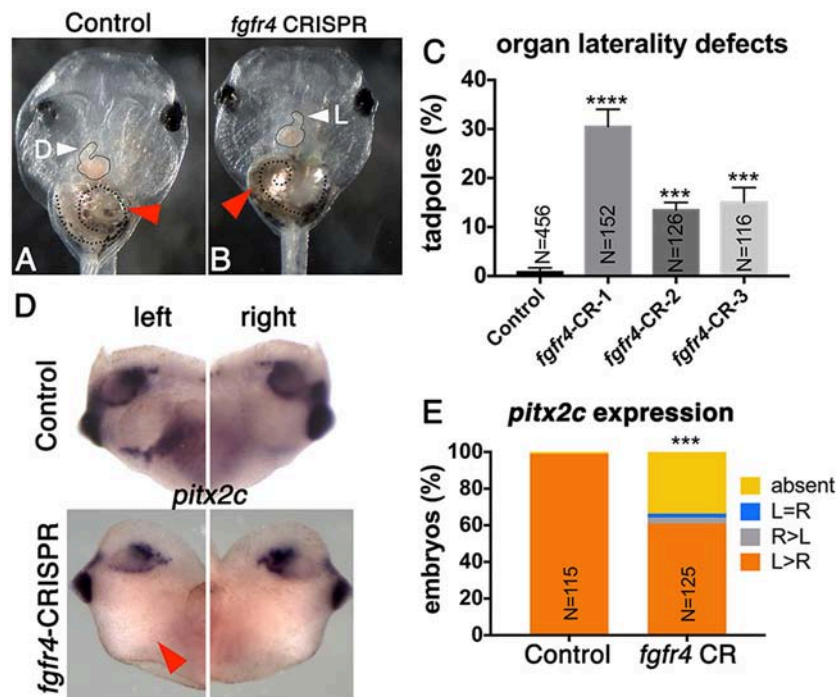 Control
fgfr4 CRISPR
D
L
A
B
C
organ laterality defects
tadpoles (%)
40
30
20
10
0
N=456
N=152
N=126
N=116
****
***
***
Control
fgfr4-CR-1
fgfr4-CR-2
fgfr4-CR-3
D
left
right
Control
pitx2c
fgfr4-CRISPR
E
pitx2c expression
***
embryos (%)
100
80
60
40
20
0
N=115
N=125
Control
fgfr4 CR
absent
L=R
R>L
L>R